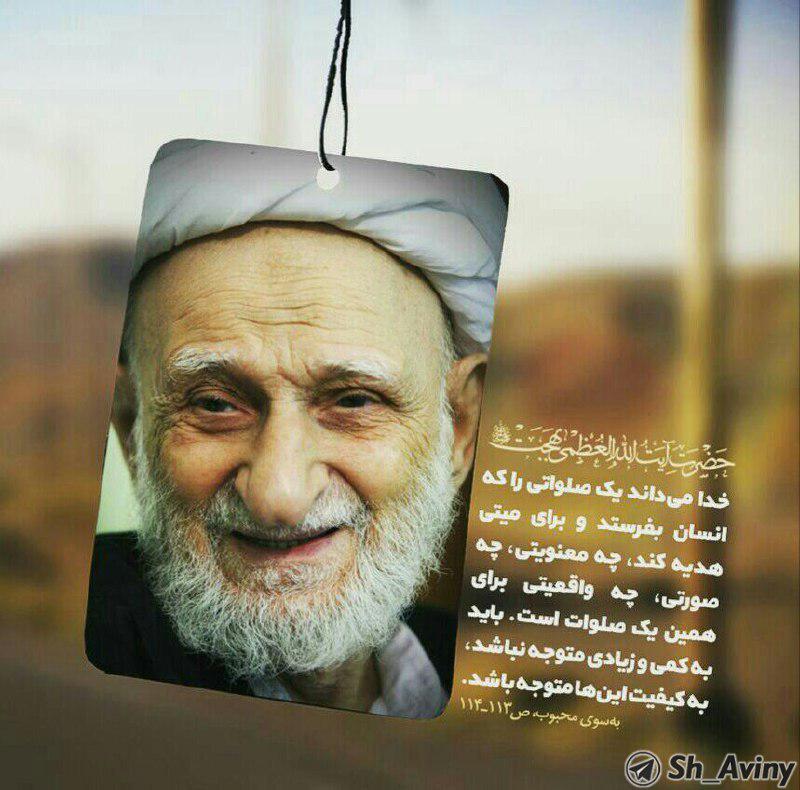 حضرت آیت الله العظمی بهجت
خدا می‌داند یک صلواتی را که
انسان بفرستد و برای میتی
هدیه کند، چه معنویتی، چه
صورتی، چه واقعیتی برای
همین یک صلوات است. باید
به کمی و زیادی متوجه نباشد،
به کیفیت این‌ها متوجه باشد.
به‌سوی محبوب، ص۱۱۳-۱۱۴
Sh_Aviny